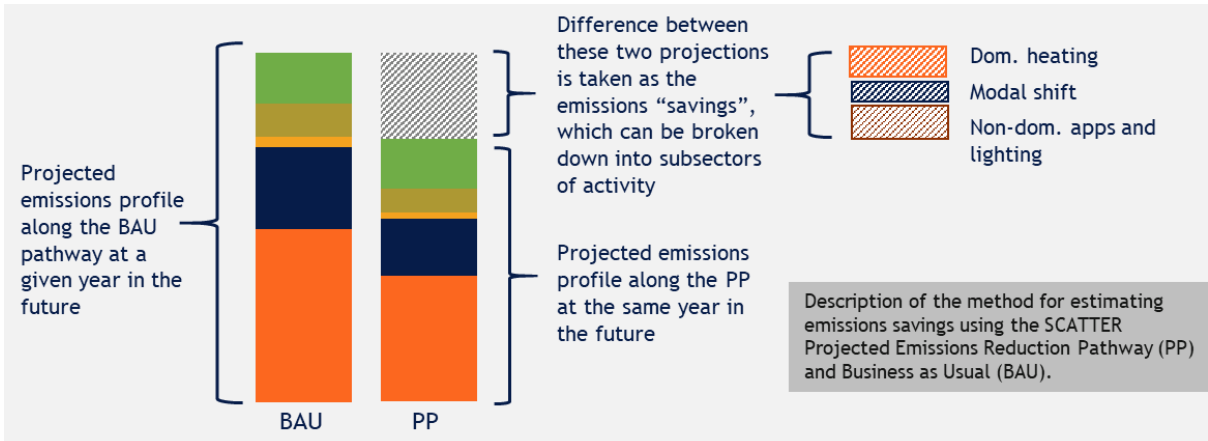 Projected
emissions profile
along the BAU
pathway at a
given year in the
future
BAU
PP
Difference between
these two projections
is taken as the
emissions “savings”,
which can be broken
down into subsectors
of activity
Projected emissions
profile along the PP
at the same year in
the future
Dom. heating
Modal shift
Non-dom. apps and
lighting
Description of the method for estimating
emissions savings using the SCATTER
Projected Emissions Reduction Pathway (PP)
and Business as Usual (BAU).